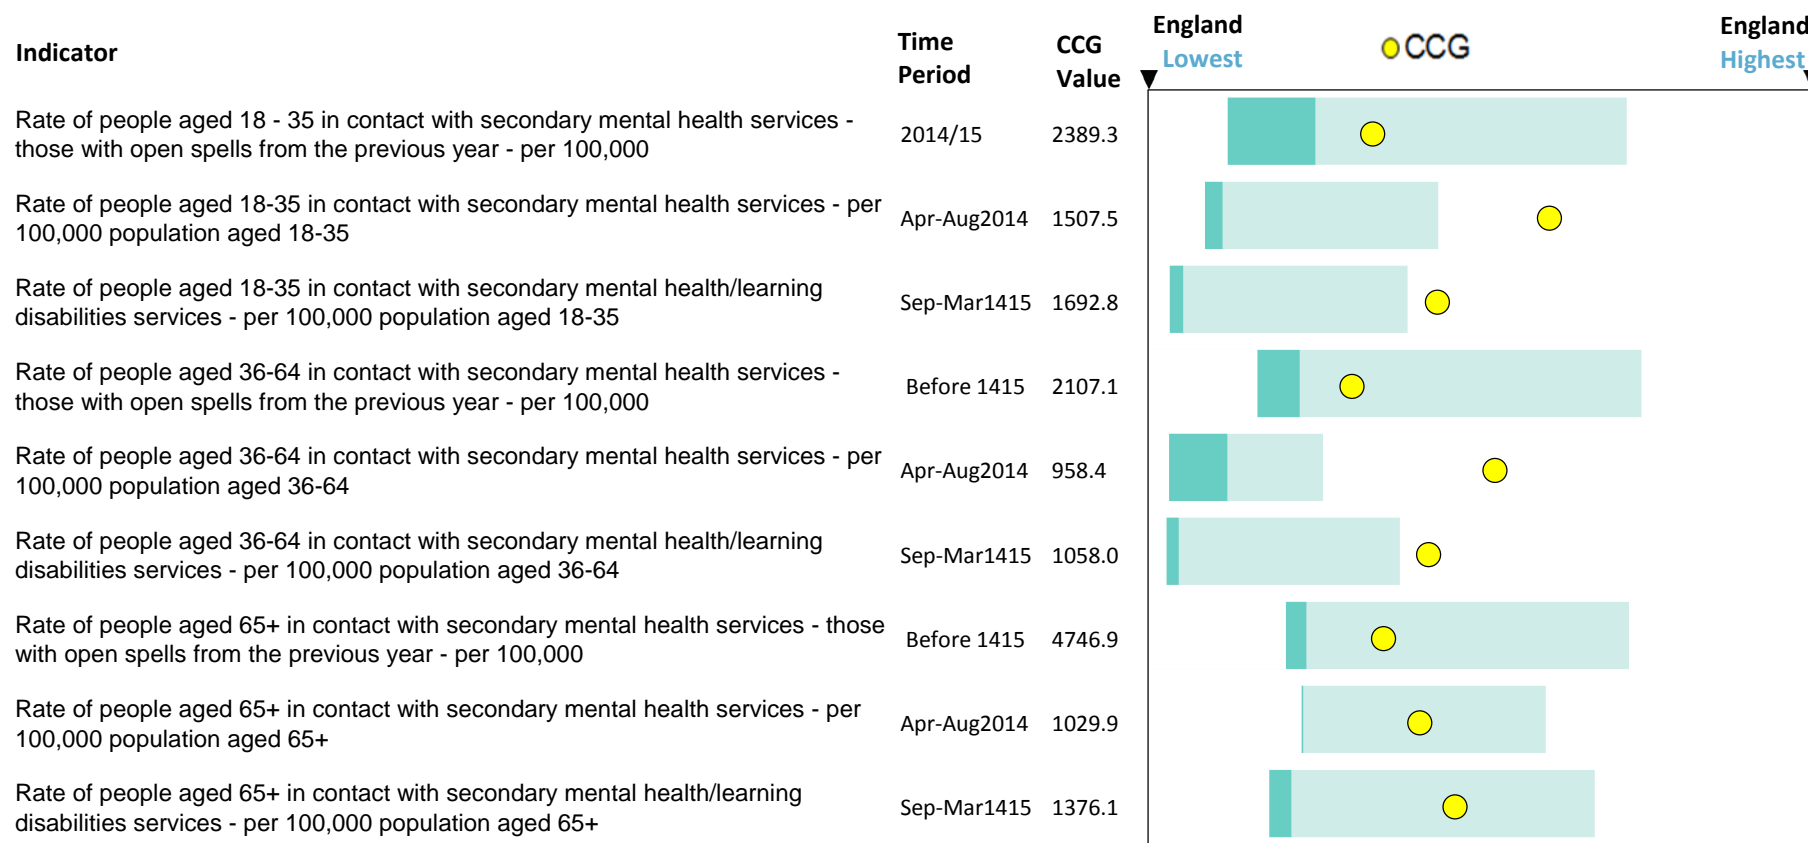 Indicator
Time Period
CCG Value
England Lowest
CCG
England Highest
Rate of people aged 18 - 35 in contact with secondary mental health services -
those with open spells from the previous year - per 100,000
2014/15 2389.3
Rate of people aged 18-35 in contact with secondary mental health services - per
100,000 population aged 18-35
Apr-Aug2014 1507.5
Rate of people aged 18-35 in contact with secondary mental health/learning
disabilities services - per 100,000 population aged 18-35
Sep-Mar1415 1692.8
Rate of people aged 36-64 in contact with secondary mental health services -
those with open spells from the previous year - per 100,000
Before 1415 2107.1
Rate of people aged 36-64 in contact with secondary mental health services - per
100,000 population aged 36-64
Apr-Aug2014 958.4
Rate of people aged 36-64 in contact with secondary mental health/learning
disabilities services - per 100,000 population aged 36-64
Sep-Mar1415 1058.0
Rate of people aged 65+ in contact with secondary mental health services - those
with open spells from the previous year - per 100,000
Before 1415 4746.9
Rate of people aged 65+ in contact with secondary mental health services - per
100,000 population aged 65+
Apr-Aug2014 1029.9
Rate of people aged 65+ in contact with secondary mental health/learning
disabilities services - per 100,000 population aged 65+
Sep-Mar1415 1376.1